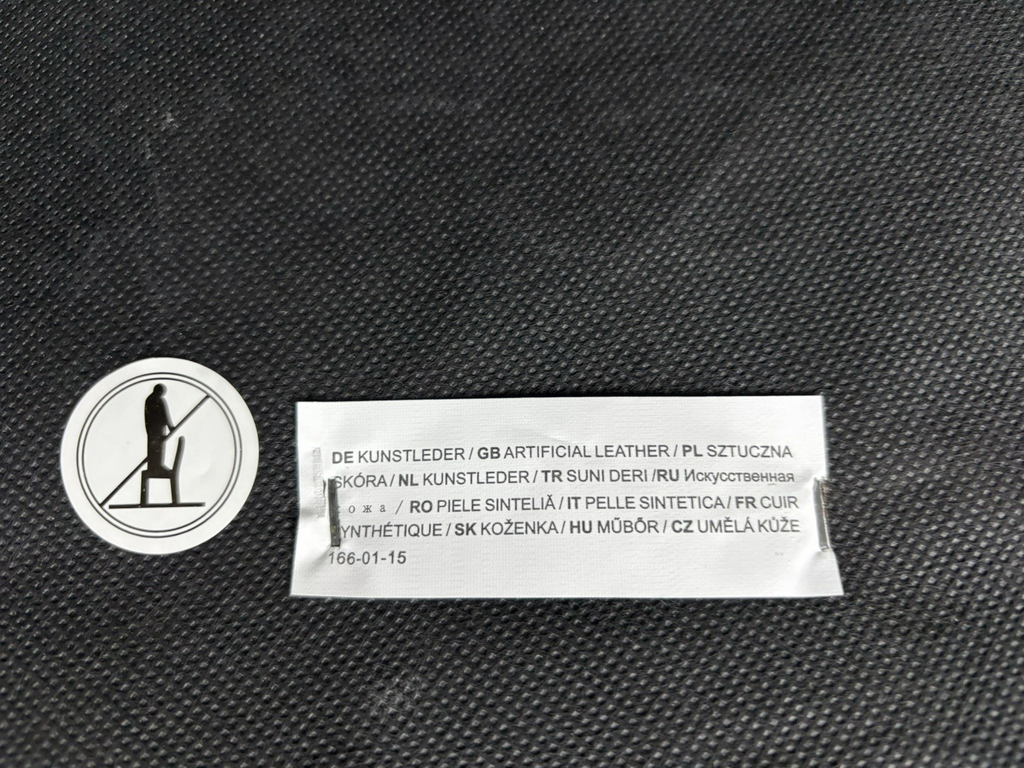 DE KUNSTLEDER / GB ARTIFICIAL LEATHER / PL SZTUCZNA
SKÓRA / NL KUNSTLEDER / TR SUNI DERI /RU Искусственная
кожа / RO PIELE SINTELIĂ / IT PELLE SINTETICA / FR CUIR
SYNTHÉTIQUE / SK KOŽENKA / HU MŰBŐR / CZ UMĚLÁ KŮŽE
166-01-15